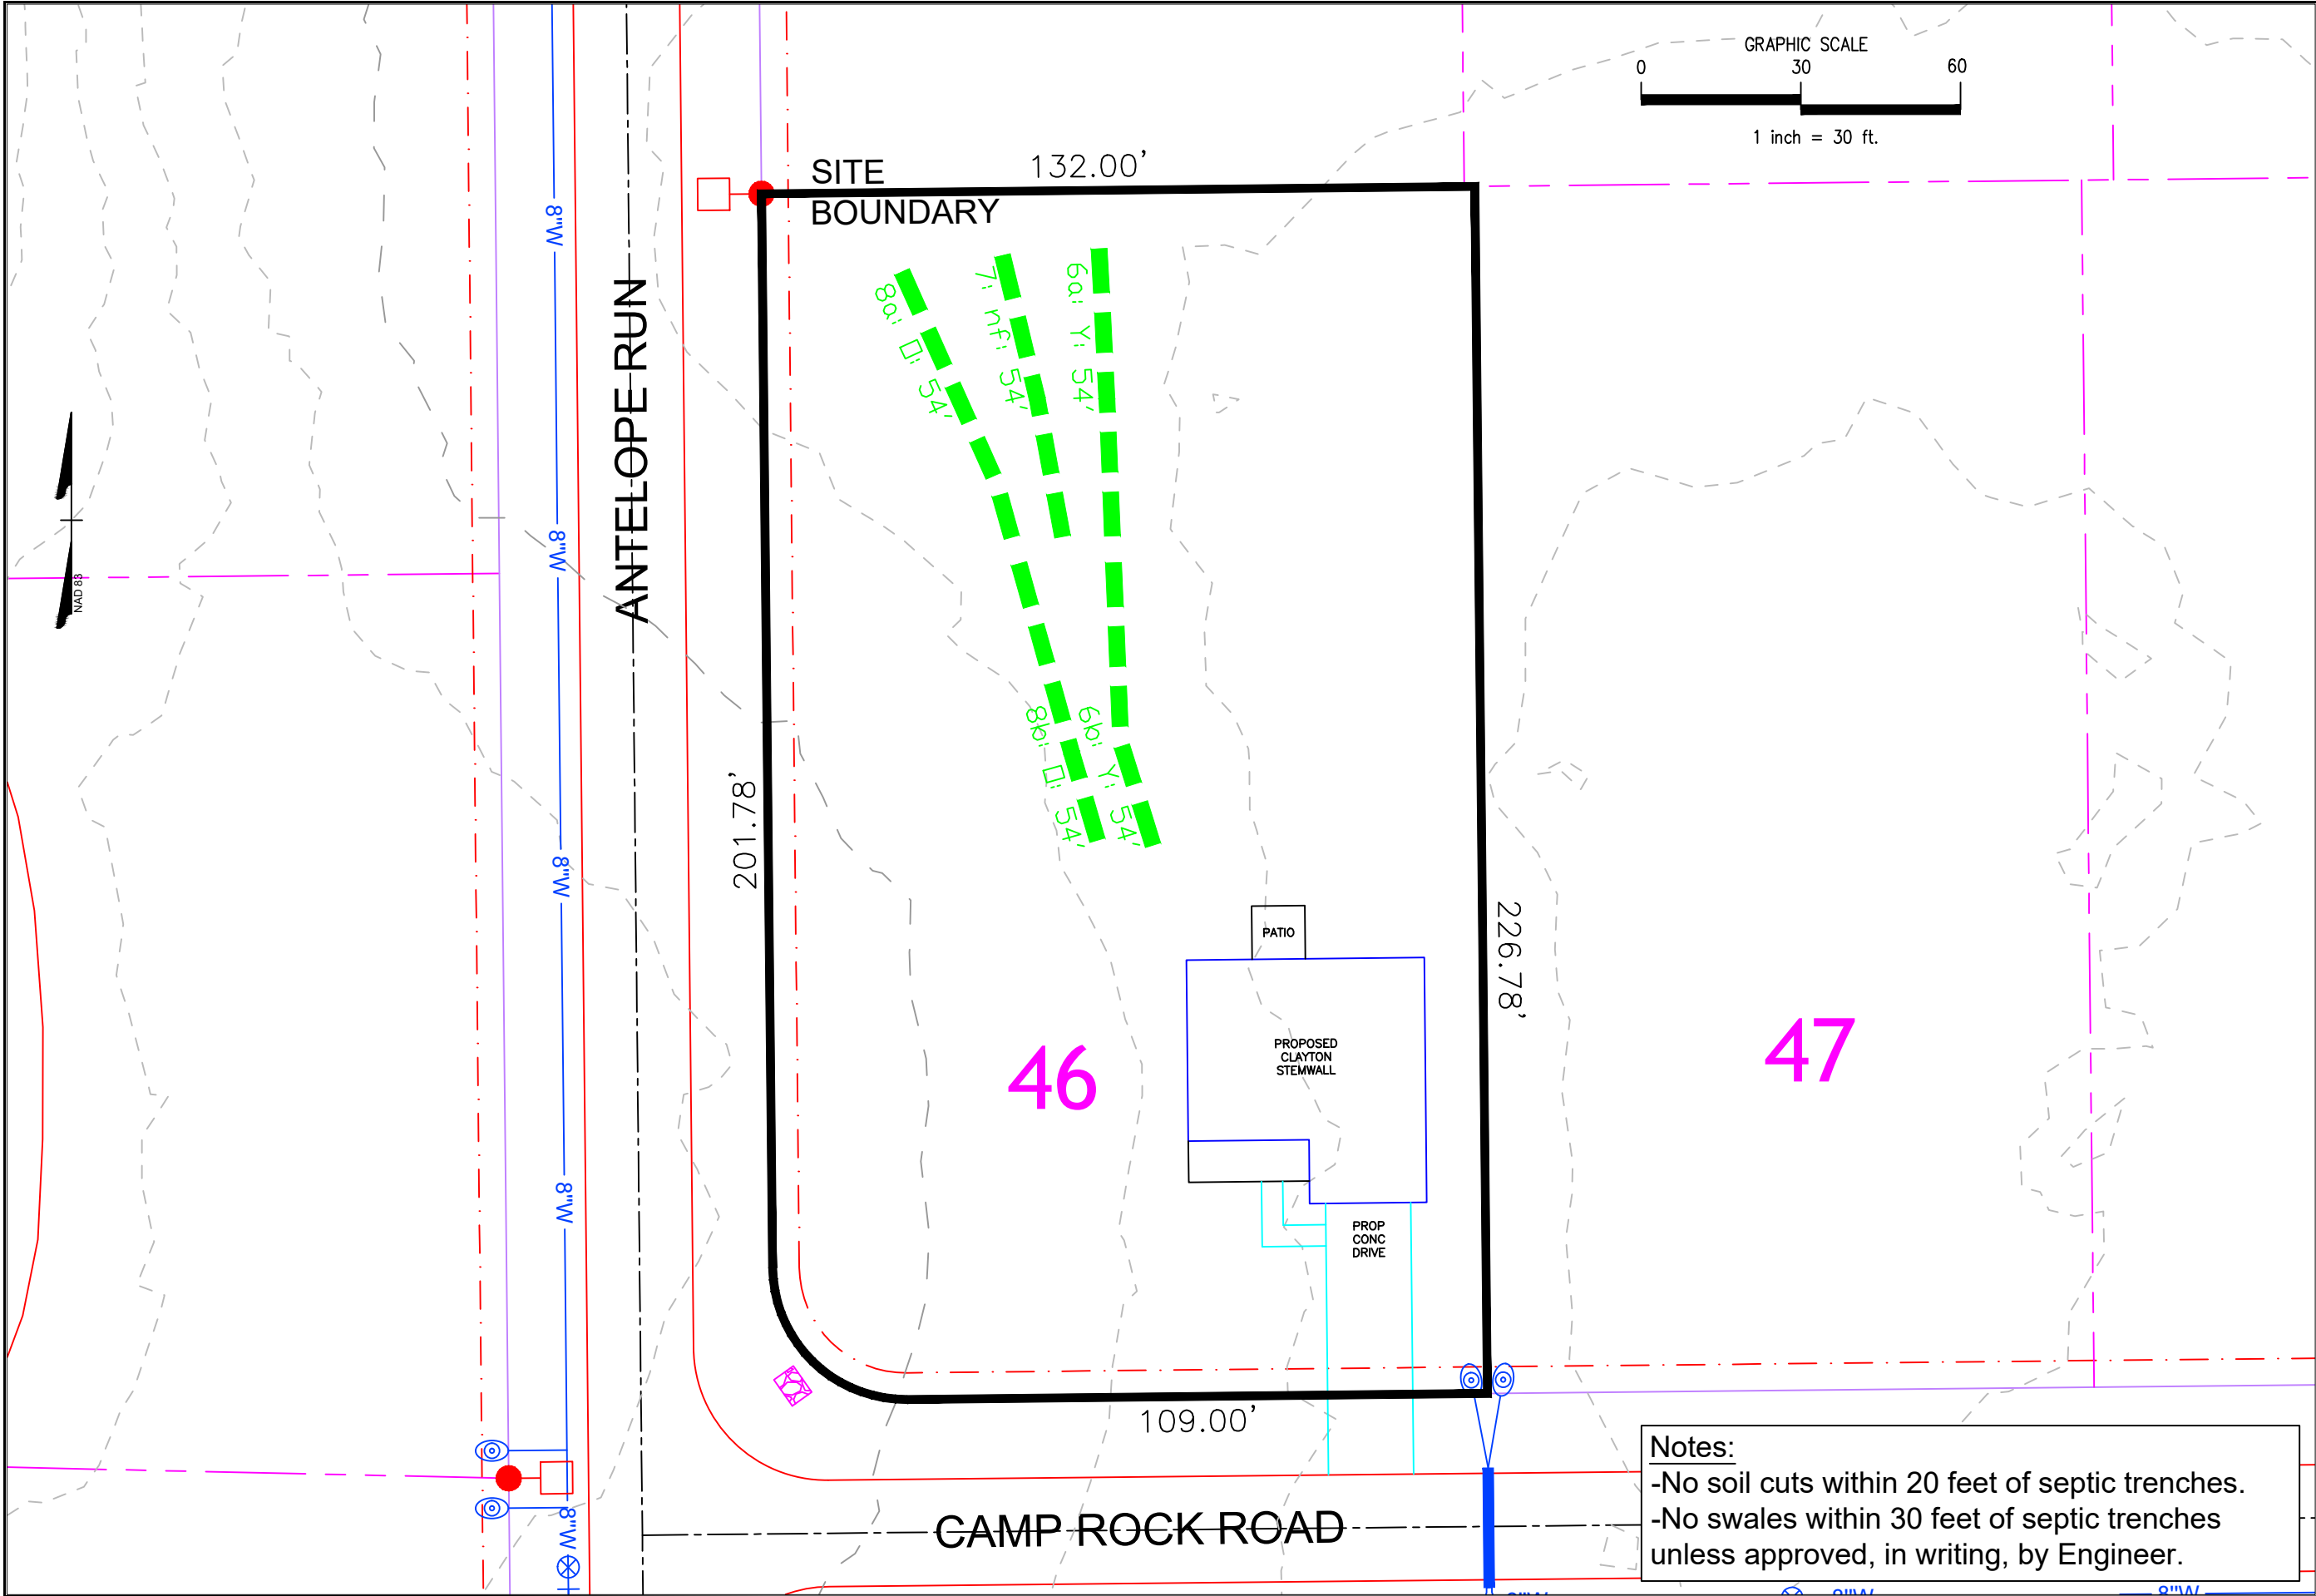 GRAPHIC SCALE
0 30 60
1 inch = 30 ft.
SITE
BOUNDARY
132.00'
8"W
8"W
8"W
8"W
8"W
ANTELOPE RUN
NAD 83
8a: 54'
7: nf: 54'
6a: Y: 54'
8b: 54'
6b: Y: 54'
201.78'
226.78'
PATIO
PROPOSED
CLAYTON
STEMWALL
46
47
PROP
CONC
DRIVE
109.00'
CAMP ROCK ROAD
Notes:
-No soil cuts within 20 feet of septic trenches.
-No swales within 30 feet of septic trenches
unless approved, in writing, by Engineer.
8"W
8"W
8"W